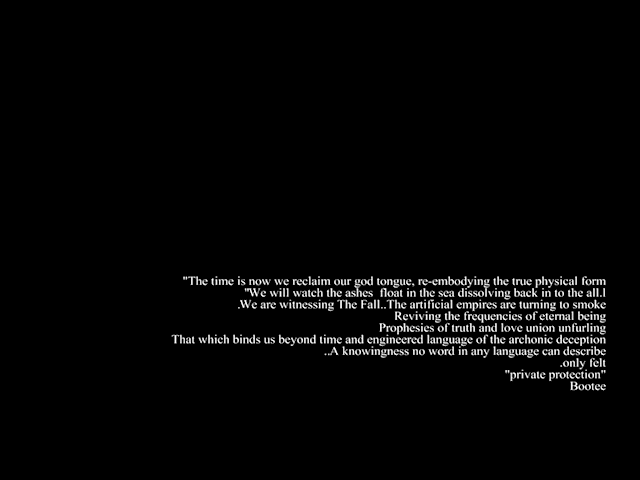 "The time is now we reclaim our god tongue, re-embodying the true physical form
"We will watch the ashes  float in the sea dissolving back in to the all.l
.We are witnessing The Fall..The artificial empires are turning to smoke
Reviving the frequencies of eternal being
Prophesies of truth and love union unfurling
That which binds us beyond time and engineered language of the archonic deception
..A knowingness no word in any language can describe
.only felt
"private protection"
Bootee